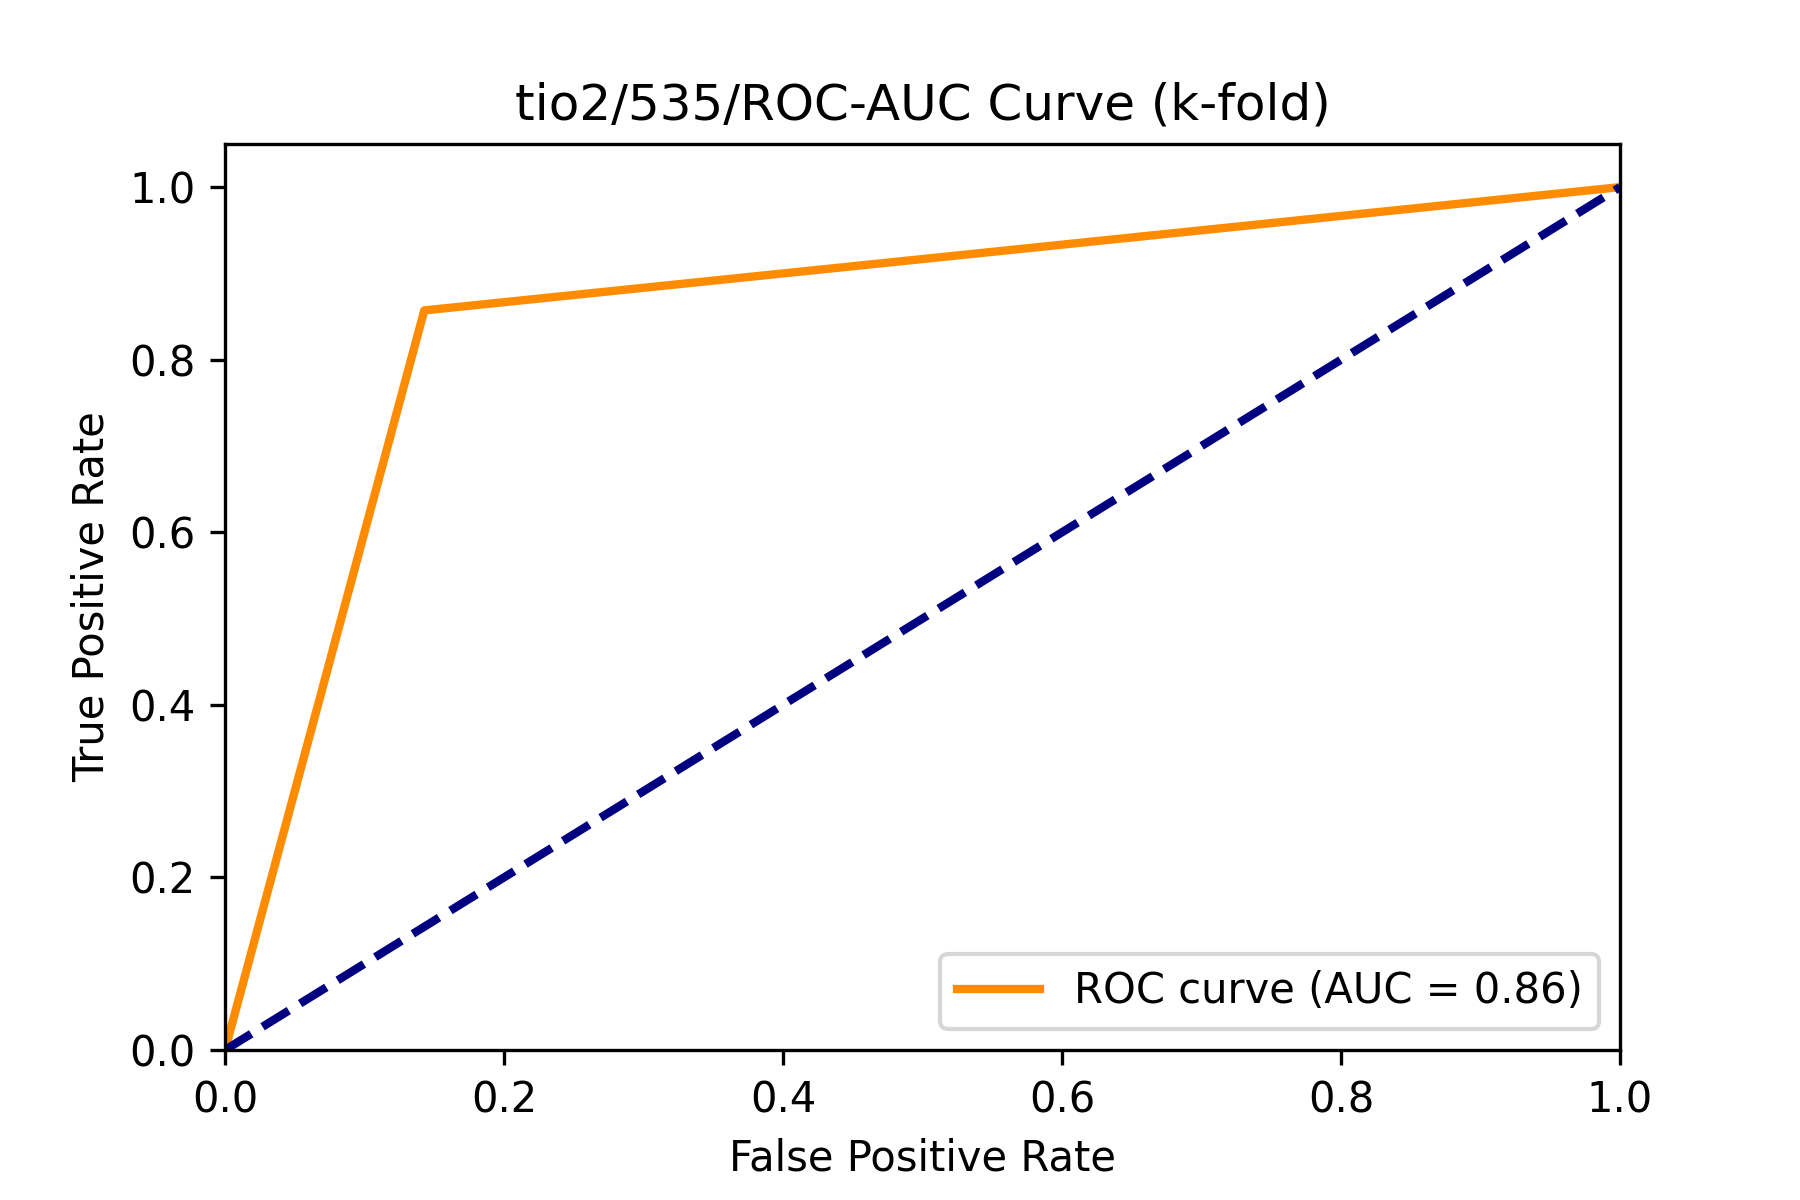 tio2/535/ROC-AUC Curve (k-fold)
True Positive Rate
1.0
0.8
0.6
0.4
0.2
0.0
ROC curve (AUC = 0.86)
0.0 0.2 0.4 0.6 0.8 1.0
False Positive Rate